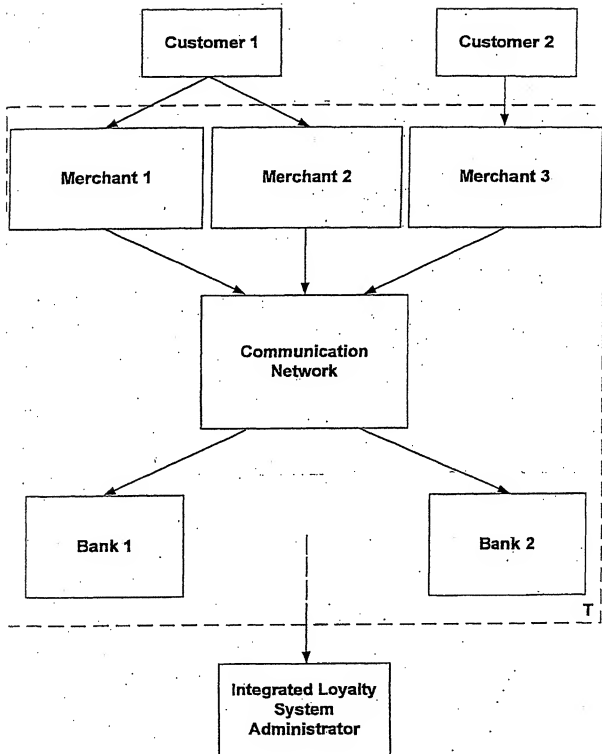 Customer 1
Customer 2
Merchant 1
Merchant 2
Merchant 3
Communication
Network
Bank 1
Bank 2
T
Integrated Loyalty
System
Administrator